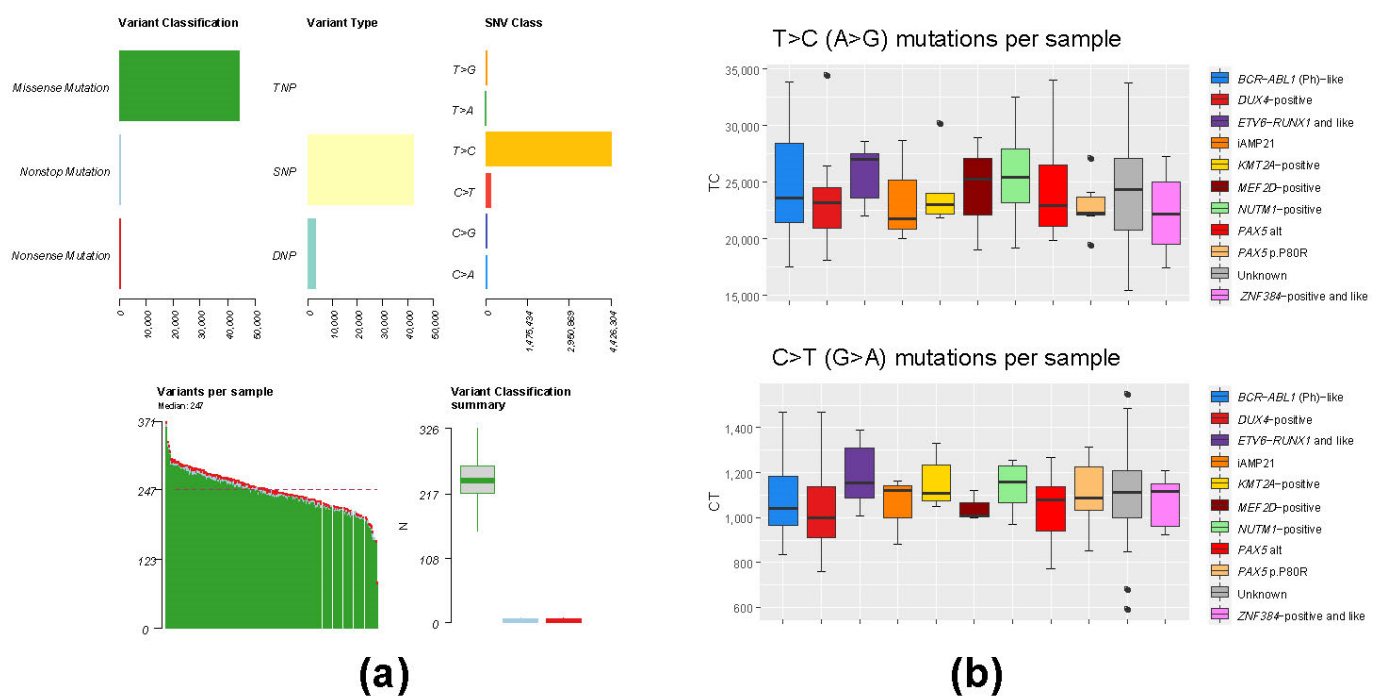 Variant Classification
Missense Mutation
Nonstop Mutation
Nonsense Mutation
0
10,000
20,000
30,000
40,000
50,000
Variant Type
TNP
SNP
DNP
0
10,000
20,000
30,000
40,000
50,000
SNV Class
T>G
T>A
T>C
C>T
C>G
C>A
0
1,475,434
2,950,869
4,426,304
Variants per sample
Median: 247
371
247
123
0
Variant Classification
summary
N
326
217
108
0
(a)
T>C (A>G) mutations per sample
TC
35,000
30,000
25,000
20,000
15,000
BCR-ABL1 (Ph)-like
DUX4-positive
ETV6-RUNX1 and like
iAMP21
KMT2A-positive
MEF2D-positive
NUTM1-positive
PAX5 alt
PAX5 p.P80R
Unknown
ZNF384-positive and like
C>T (G>A) mutations per sample
CT
1,400
1,200
1,000
800
600
BCR-ABL1 (Ph)-like
DUX4-positive
ETV6-RUNX1 and like
iAMP21
KMT2A-positive
MEF2D-positive
NUTM1-positive
PAX5 alt
PAX5 p.P80R
Unknown
ZNF384-positive and like
(b)